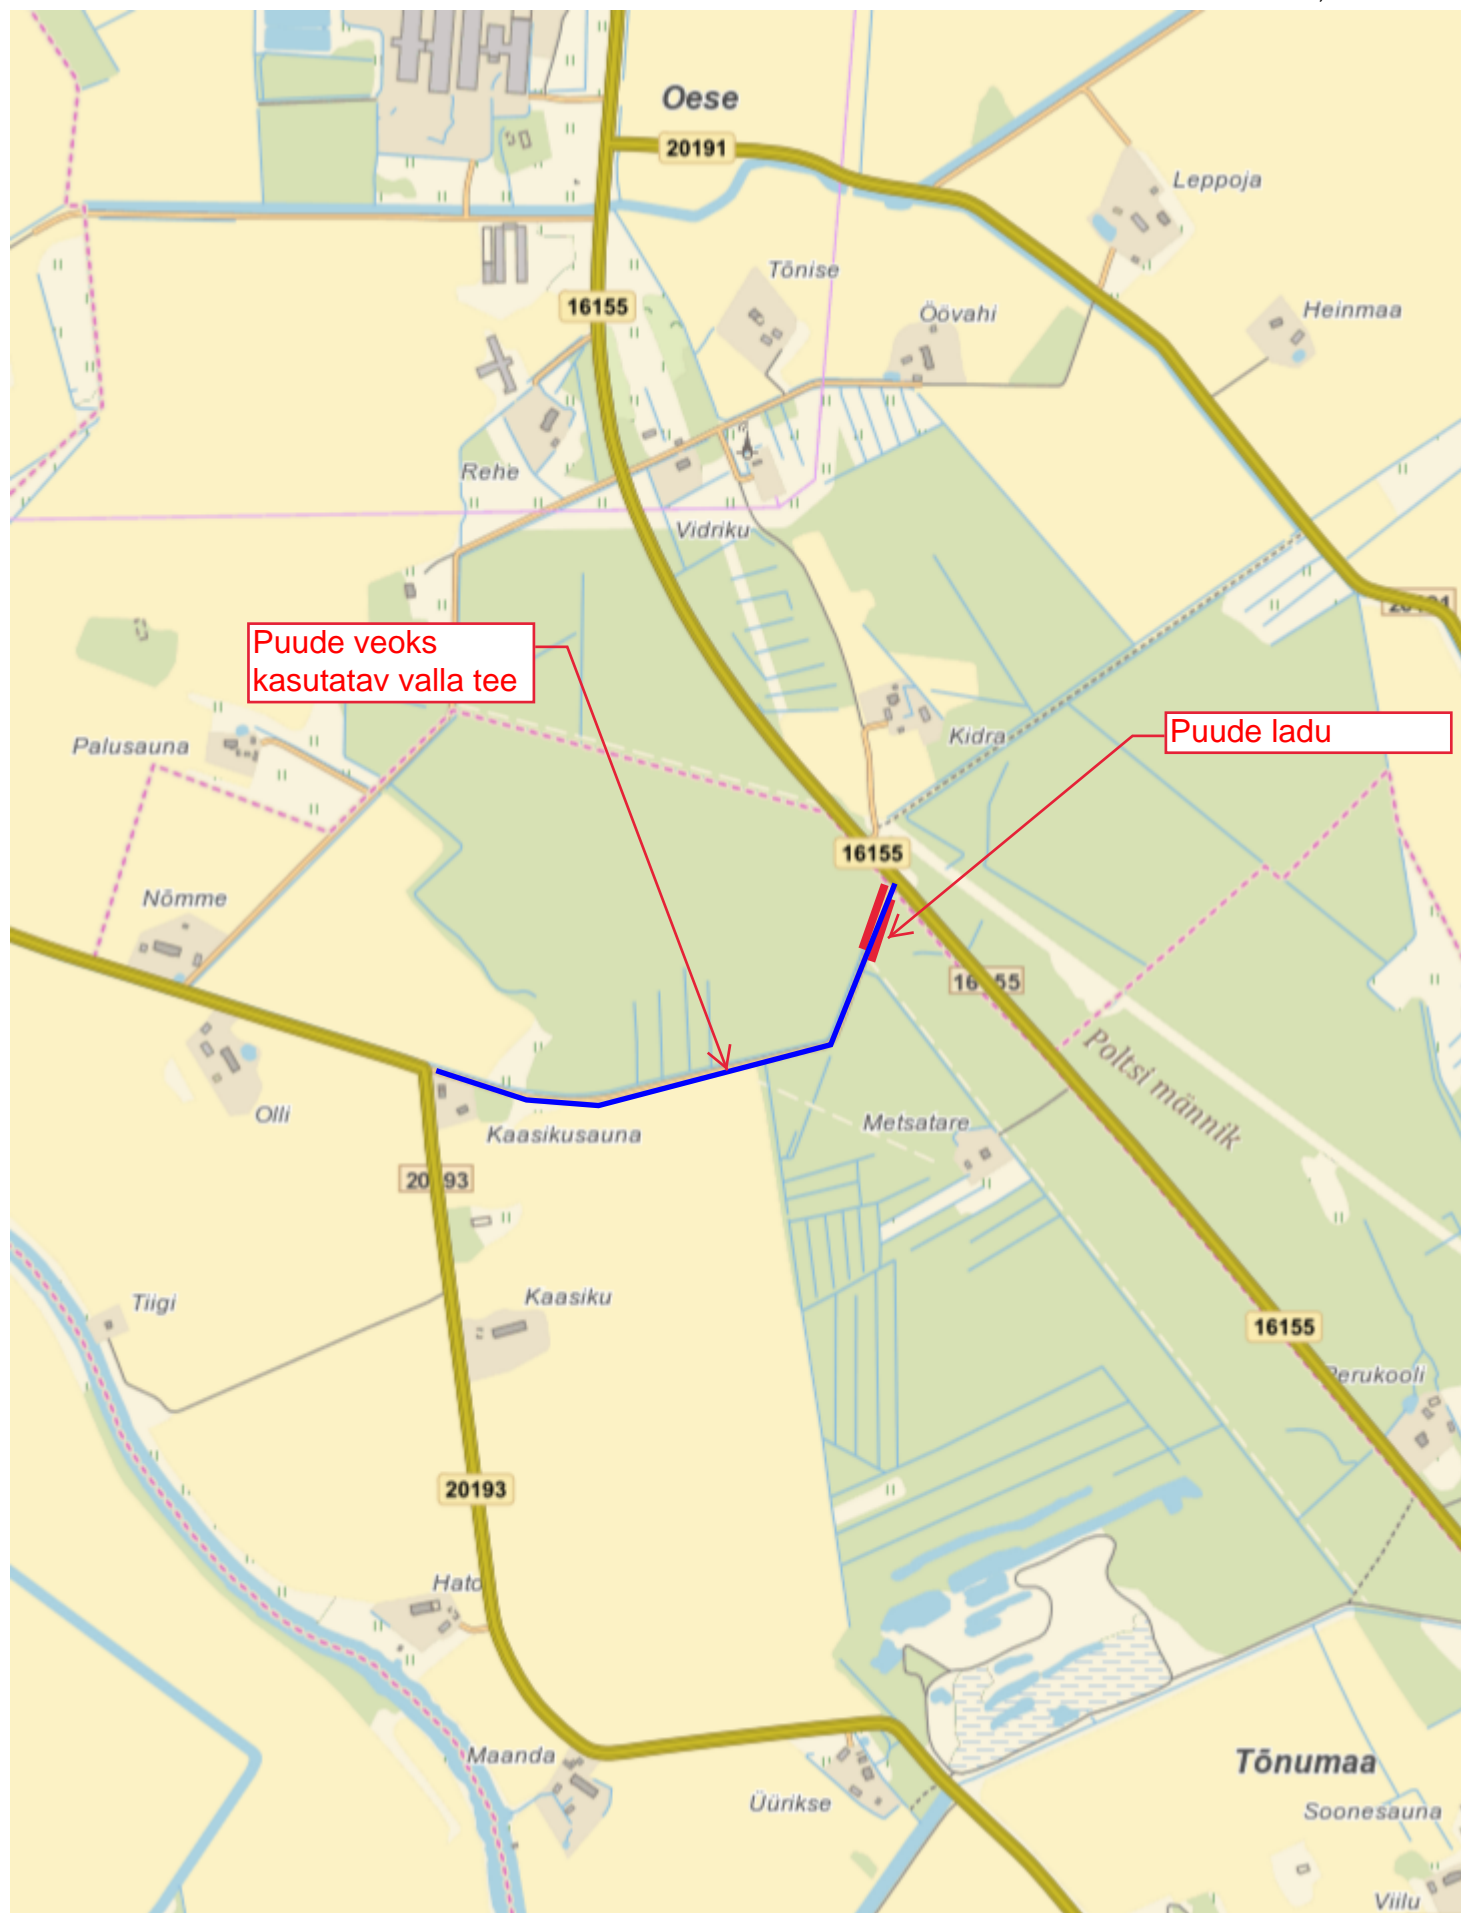 Oese
20191
Leppoja
Tõnise
16155
Öövahi
Heinmaa
Rehe
Vidriku
Puude veoks
kasutatav valla tee
Palusauna
Kidra
Puude ladu
16155
Nõmme
Poltsi männik
Olli
Metsatare
Kaasikusauna
Tiigi
Kaasiku
16155
Perukooli
20193
Hato
Maanda
Tõnumaa
Üürikse
Soonesauna
Viilu